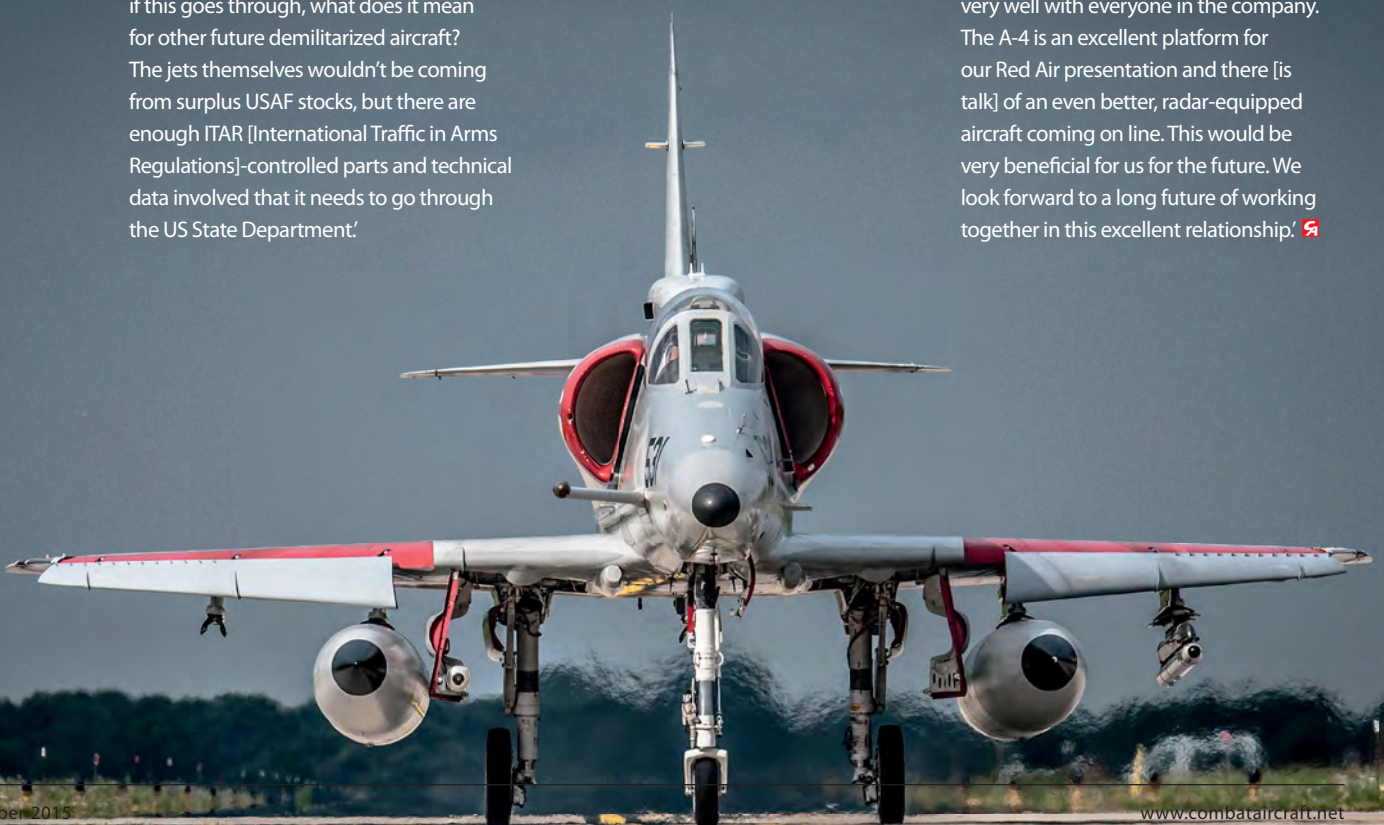 if this goes through, what does it mean
for other future demilitarized aircraft?
The jets themselves wouldn’t be coming
from surplus USAF stocks, but there are
enough ITAR [International Traffic in Arms
Regulations]-controlled parts and technical
data involved that it needs to go through
the US State Department.’
very well with everyone in the company.
The A-4 is an excellent platform for
our Red Air presentation and there [is
talk] of an even better, radar-equipped
aircraft coming on line. This would be
very beneficial for us for the future. We
look forward to a long future of working
together in this excellent relationship.’
531
2015
www.combataircraft.net